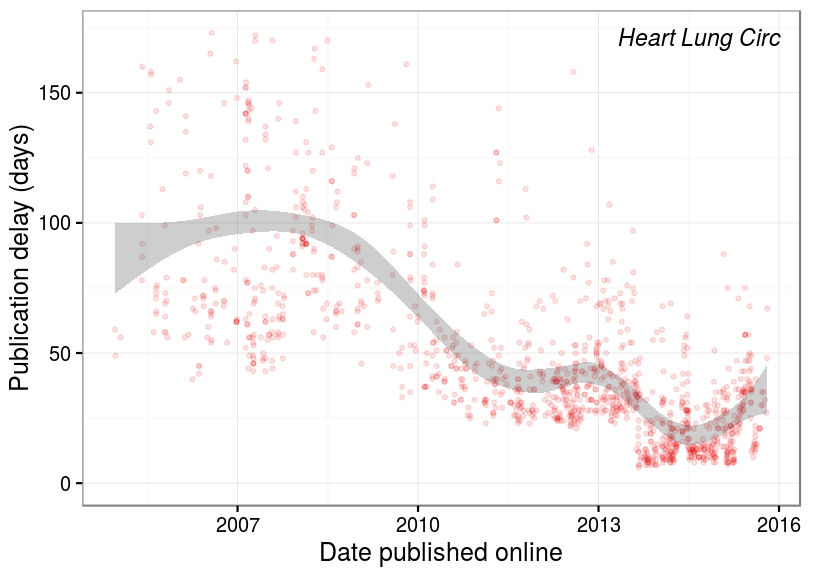 Heart Lung Circ
Publication delay (days)
150
100
50
0
2007 2010 2013 2016
Date published online